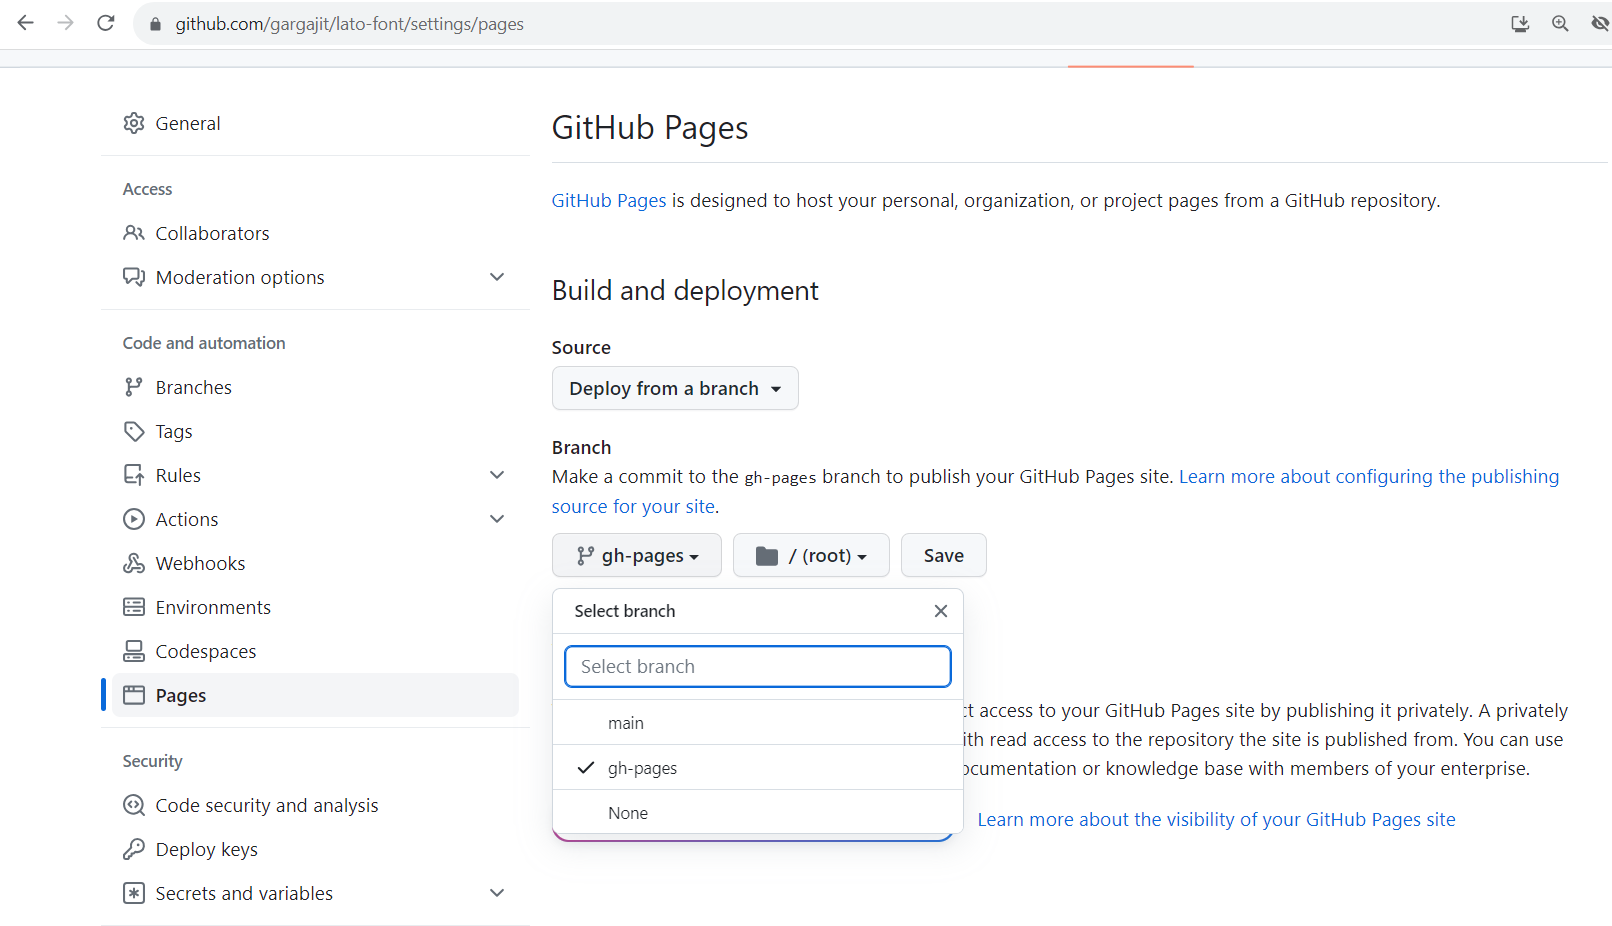 github.com/gargajit/lato-font/settings/pages
General
Access
Collaborators
Moderation options
Code and automation
Branches
Tags
Rules
Actions
Webhooks
Environments
Codespaces
Pages
Security
Code security and analysis
Deploy keys
Secrets and variables
GitHub Pages
GitHub Pages is designed to host your personal, organization, or project pages from a GitHub repository.
Build and deployment
Source
Deploy from a branch
Branch
Make a commit to the gh-pages branch to publish your GitHub Pages site. Learn more about configuring the publishing
source for your site.
gh-pages
/ (root)
Save
Select branch
Select branch
main
gh-pages
None
access to your GitHub Pages site by publishing it privately. A privately
read access to the repository the site is published from. You can use
or knowledge base with members of your enterprise.
Learn more about the visibility of your GitHub Pages site